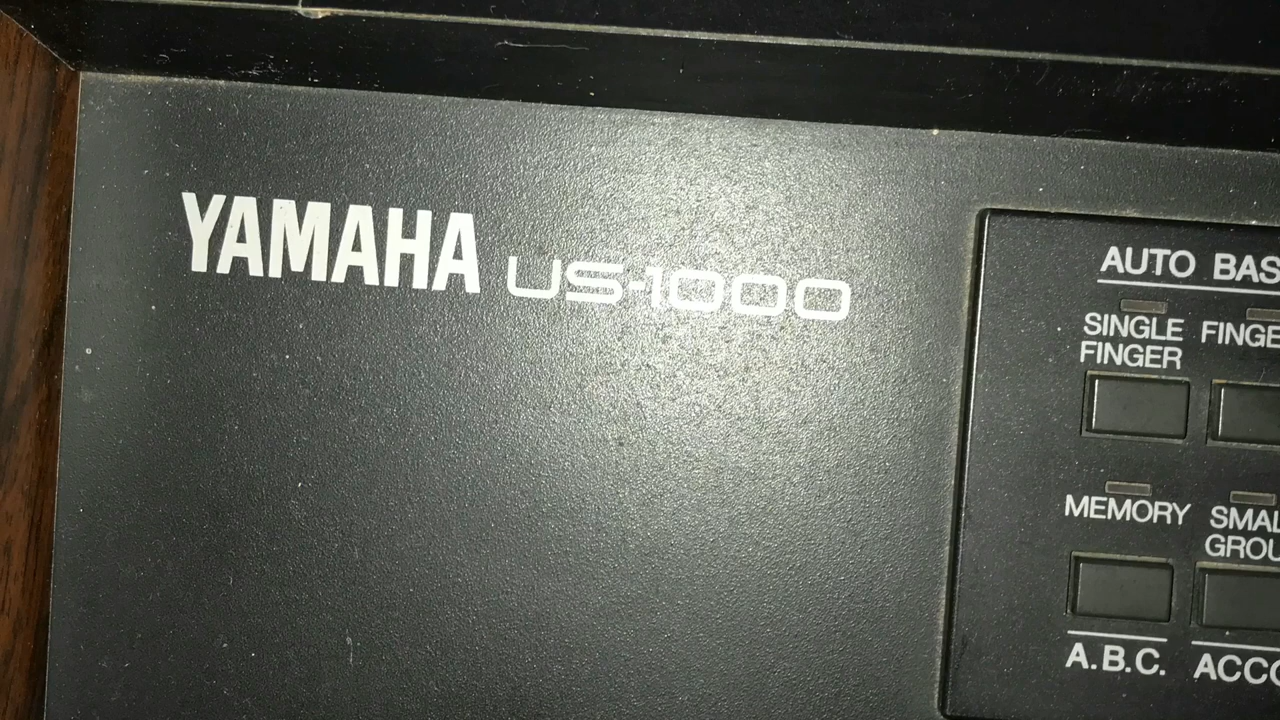 YAMAHA US-1000
AUTO BAS
SINGLE FINGER
FINGE
MEMORY
SMAL
GROU
A.B.C.
ACCO